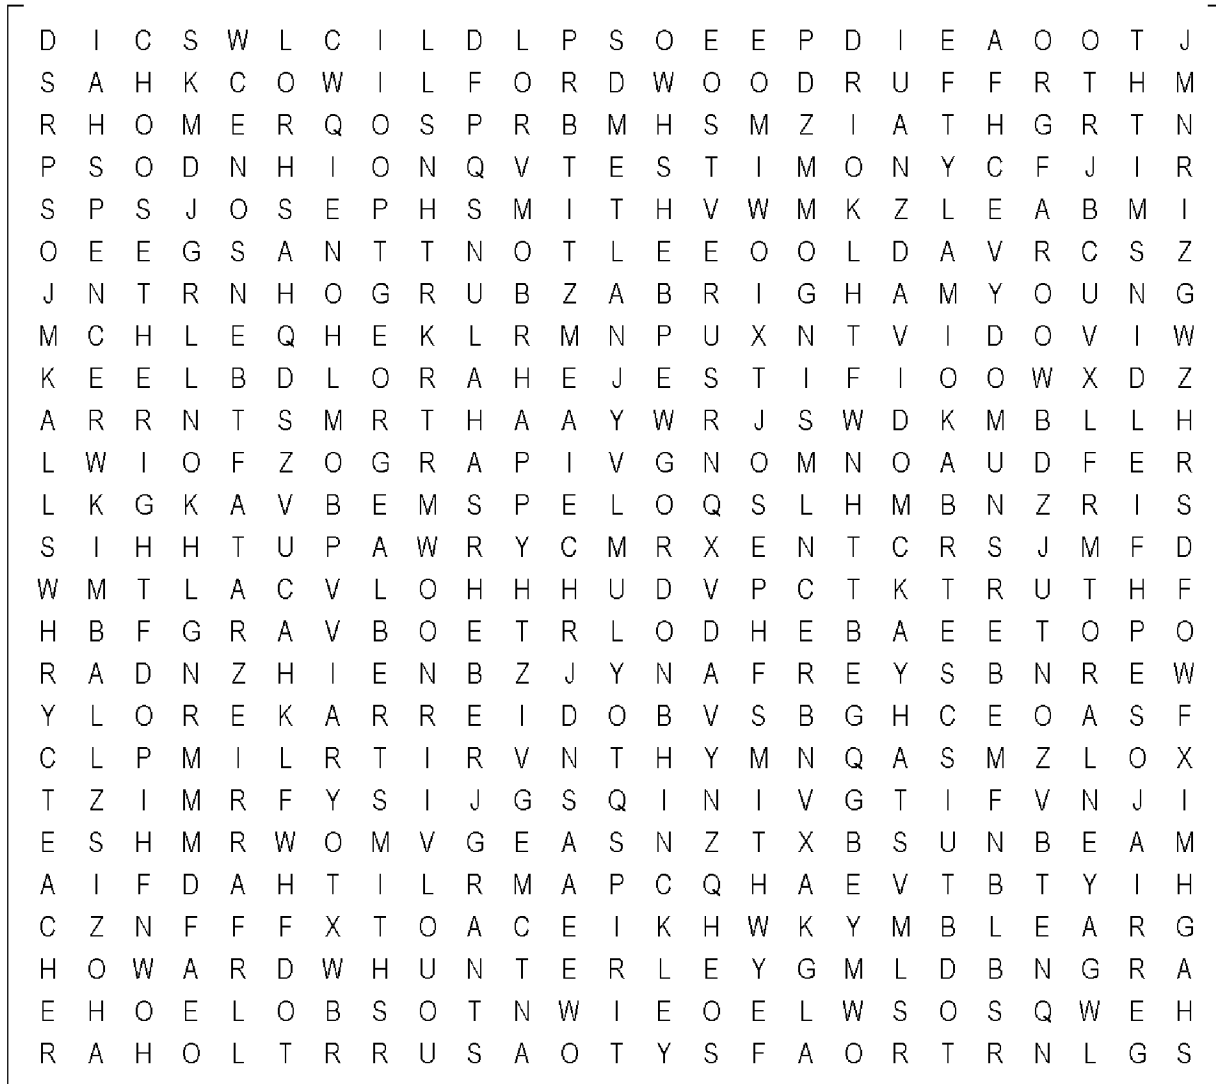 D I C S W L C I L D L P S O E E P D I E A O O T J
S A H K C O W I L F O R D W O O D R U F F R T H M
R H O M E R Q O S P R B M H S M Z I A T H G R T N
P S O D N H I O N Q V T E S T I M O N Y C F J I R
S P S J O S E P H S M I T H V W M K Z L E A B M I
O E E G S A N T T N O T L E E O O L D A V R C S Z
J N T R N H O G R U B Z A B R I G H A M Y O U N G
M C H L E Q H E K L R M N P U X N T V I D O V I W
K E E L B D L O R A H E J E S T I F I O O W X D Z
A R R N T S M R T H A A Y W R J S W D K M B L L H
L W I O F Z O G R A P I V G N O M N O A U D F E R
L K G K A V B E M S P E L O Q S L H M B N Z R I S
S I H H T U P A W R Y C M R X E N T C R S J M F D
W M T L A C V L O H H H U D V P C T K T R U T H F
H B F G R A V B O E T R L O D H E B A E E T O P O
R A D N Z H I E N B Z J Y N A F R E Y S B N R E W
Y L O R E K A R R E I D O B V S B G H C E O A S F
C L P M I L R T I R V N T H Y M N Q A S M Z L O X
T Z I M R F Y S I J G S Q I N I V G T I F V N J I
E S H M R W O M V G E A S N Z T X B S U N B E A M
A I F D A H T I L R M A P C Q H A E V T B T Y I H
C Z N F F F X T O A C E I K H W K Y M B L E A R G
H O W A R D W H U N T E R L E Y G M L D B N G R A
E H O E L O B S O T N W I E O E L W S O S Q W E H
R A H O L T R R U S A O T Y S F A O R T R N L G S